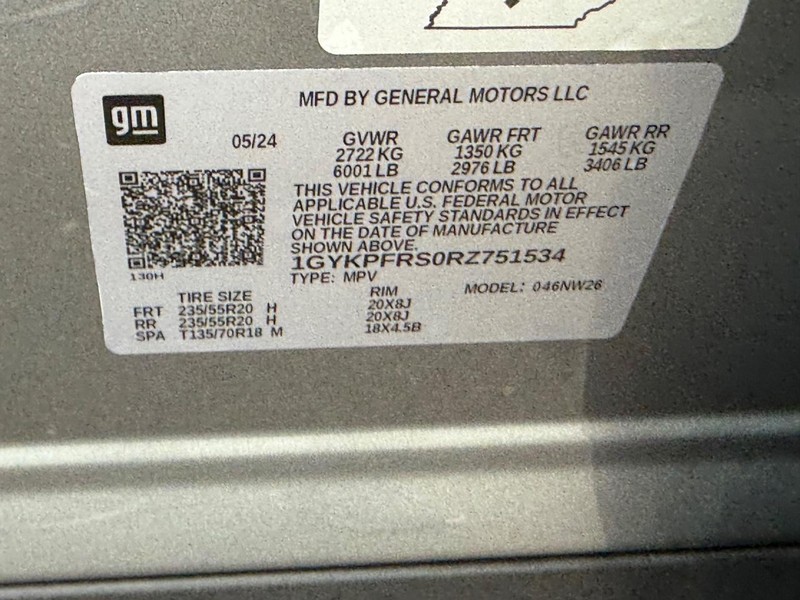 gm
MFD BY GENERAL MOTORS LLC
05/24
GVWR GAWR FRT GAWR RR
2722 KG 1350 KG 1545 KG
6001 LB 2976 LB 3406 LB
THIS VEHICLE CONFORMS TO ALL
APPLICABLE U.S. FEDERAL MOTOR
VEHICLE SAFETY STANDARDS IN EFFECT
ON THE DATE OF MANUFACTURE
SHOWN ABOVE.
1GYKPFRS0RZ751534
130H
TYPE: MPV
MODEL: 046NW26
TIRE SIZE RIM
FRT 235/55R20 H 20X8J
RR 235/55R20 H 20X8J
SPA T135/70R18 M 18X4.5B